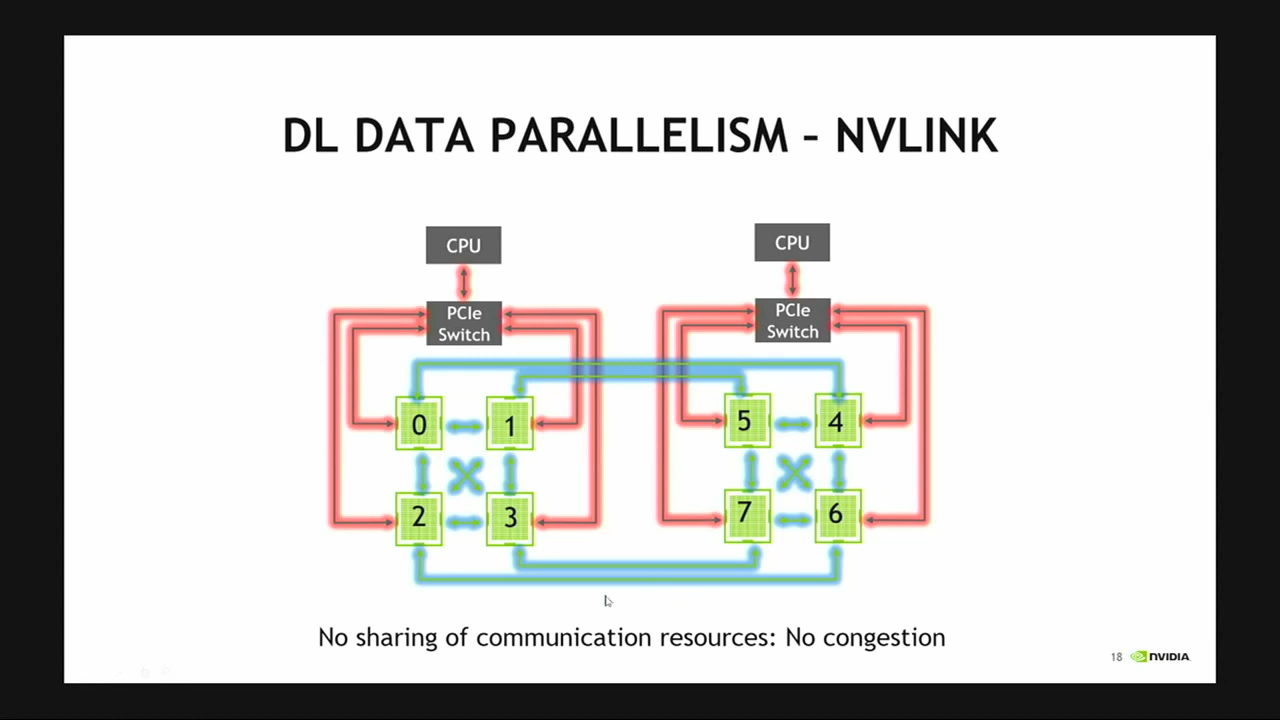 DL DATA PARALLELISM – NVLINK
CPU
CPU
PCIe
Switch
PCIe
Switch
0
1
5
4
2
3
7
6
No sharing of communication resources: No congestion
18 NVIDIA